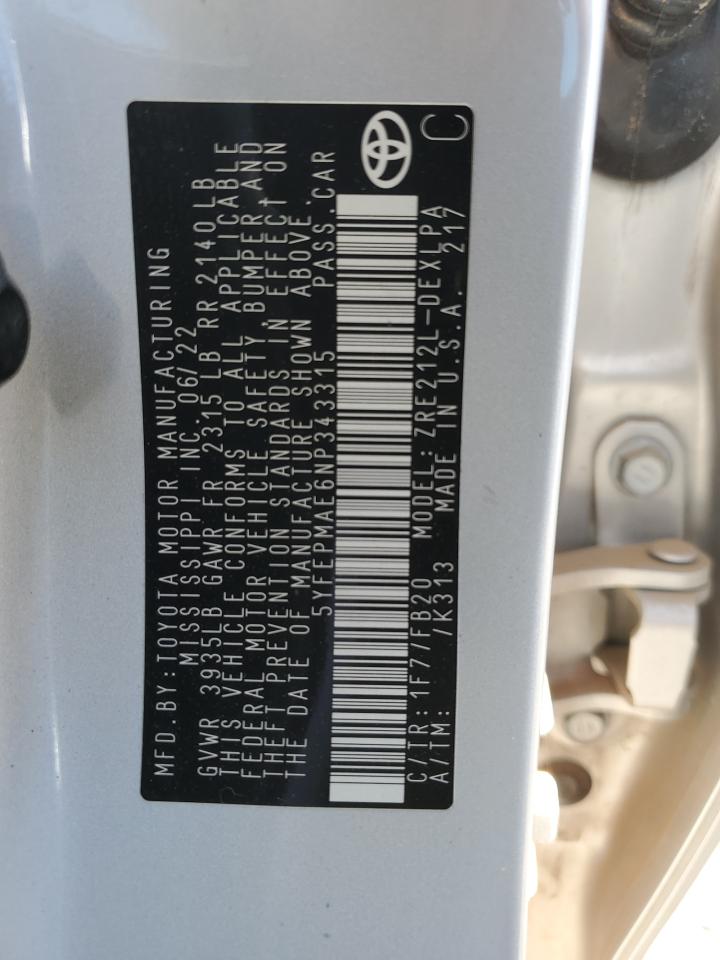 MFD.BY:TOYOTA MOTOR MANUFACTURING
MISSISSIPPI INC. 06/22
GVWR 3935LB GAWR FR 2315 LB RR 2140LB
THIS VEHICLE CONFORMS TO ALL APPLICABLE
FEDERAL MOTOR VEHICLE SAFETY BUMPER,AND
THEFT PREVENTION STANDARDS IN EFFECT ON
THE DATE OF MANUFACTURE SHOWN ABOVE.
5YFEPMAE6NP343315 PASS.CAR
C/TR: 1F7/FB20 MODEL: ZRE212L-DEXLPA
A/TM: /K313 MADE IN U.S.A. 217
C